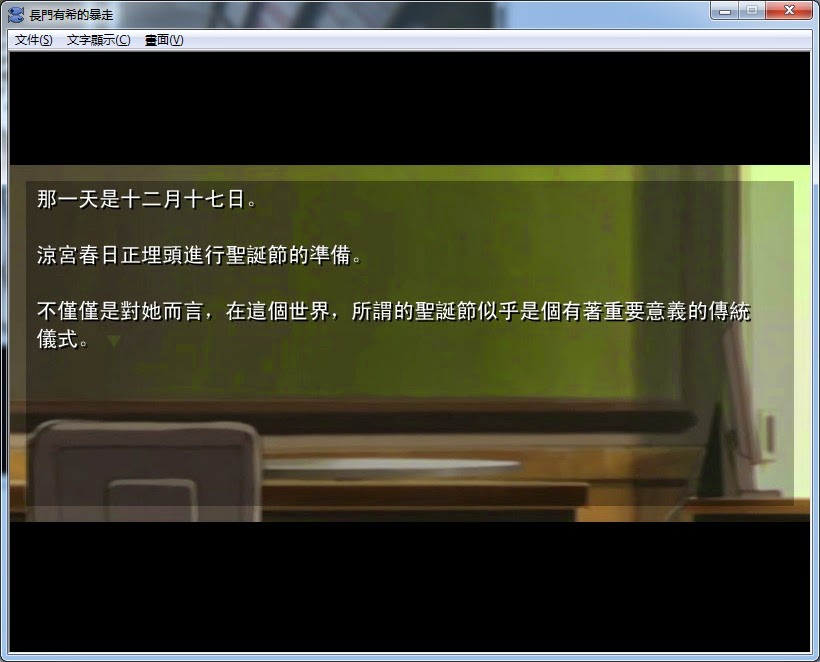 長門有希的暴走
文件(S) 文字顯示(C) 畫面(V)
那一天是十二月十七日。
涼宮春日正埋頭進行聖誕節的準備。
不僅僅是對她而言，在這個世界，所謂的聖誕節似乎是個有著重要意義的傳統
儀式。